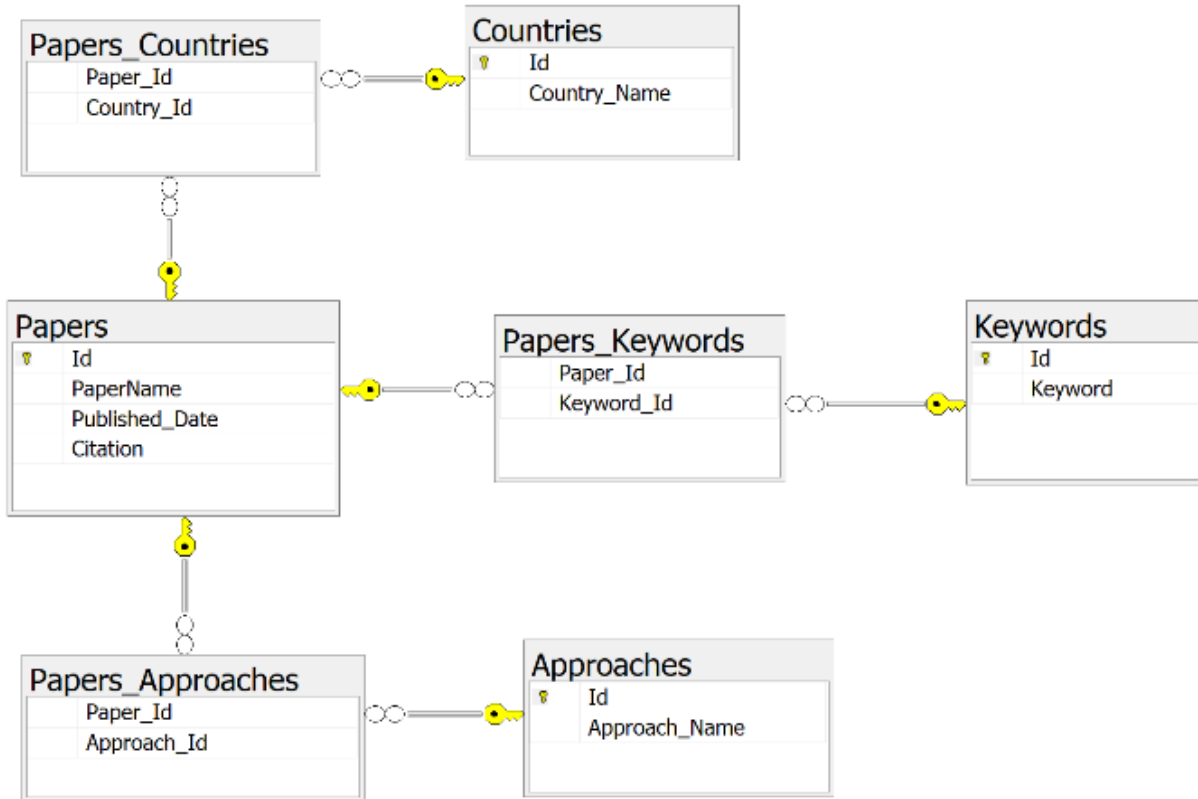 Papers_Countries
Paper_Id
Country_Id
Countries
Id
Country_Name
Papers
Id
PaperName
Published_Date
Citation
Papers_Keywords
Paper_Id
Keyword_Id
Keywords
Id
Keyword
Papers_Approaches
Paper_Id
Approach_Id
Approaches
Id
Approach_Name